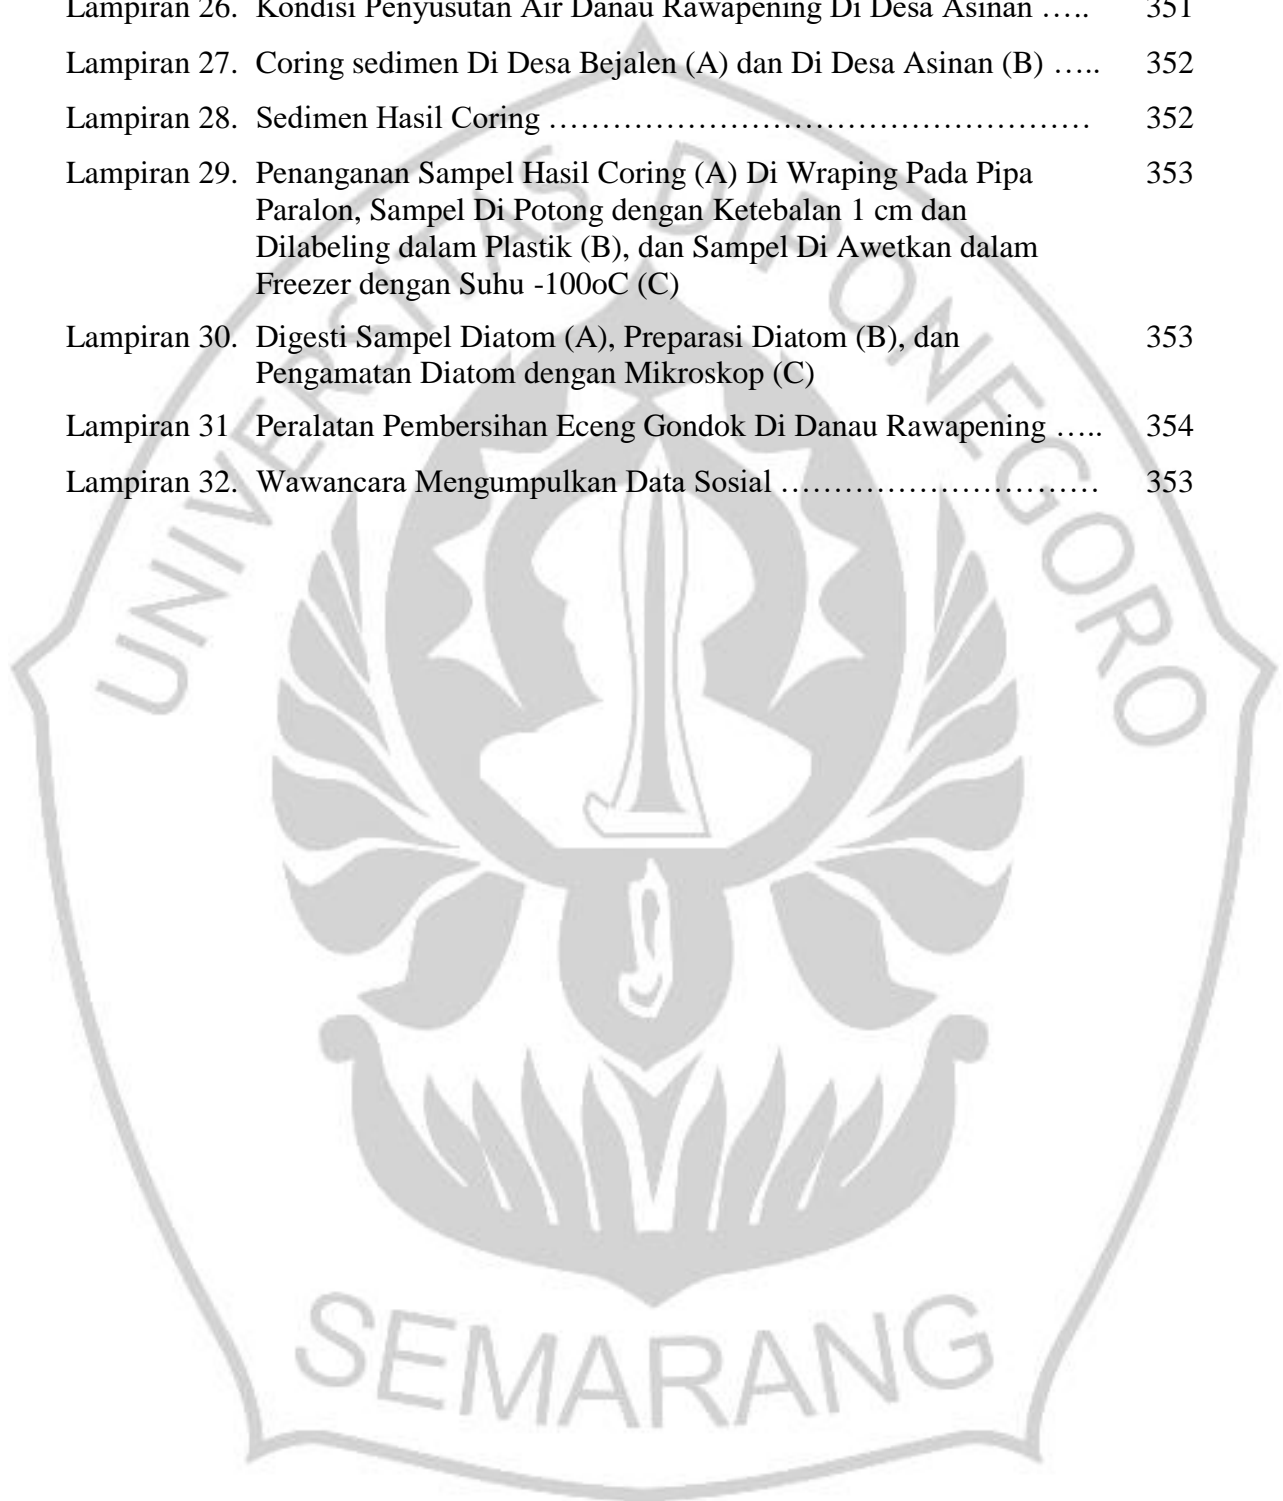 Lampiran 26. Kondisi Penyusutan Air Danau Rawapening Di Desa Asinan ….. 351
Lampiran 27. Coring sedimen Di Desa Bejalen (A) dan Di Desa Asinan (B) ….. 352
Lampiran 28. Sedimen Hasil Coring …………………………………………… 352
Lampiran 29. Penanganan Sampel Hasil Coring (A) Di Wraping Pada Pipa 353
Paralon, Sampel Di Potong dengan Ketebalan 1 cm dan
Dilabeling dalam Plastik (B), dan Sampel Di Awetkan dalam
Freezer dengan Suhu -100oC (C)
Lampiran 30. Digesti Sampel Diatom (A), Preparasi Diatom (B), dan 353
Pengamatan Diatom dengan Mikroskop (C)
Lampiran 31 Peralatan Pembersihan Eceng Gondok Di Danau Rawapening ….. 354
Lampiran 32. Wawancara Mengumpulkan Data Sosial ………………………… 353
UNIVERSITAS DIPONEGORO
SEMARANG